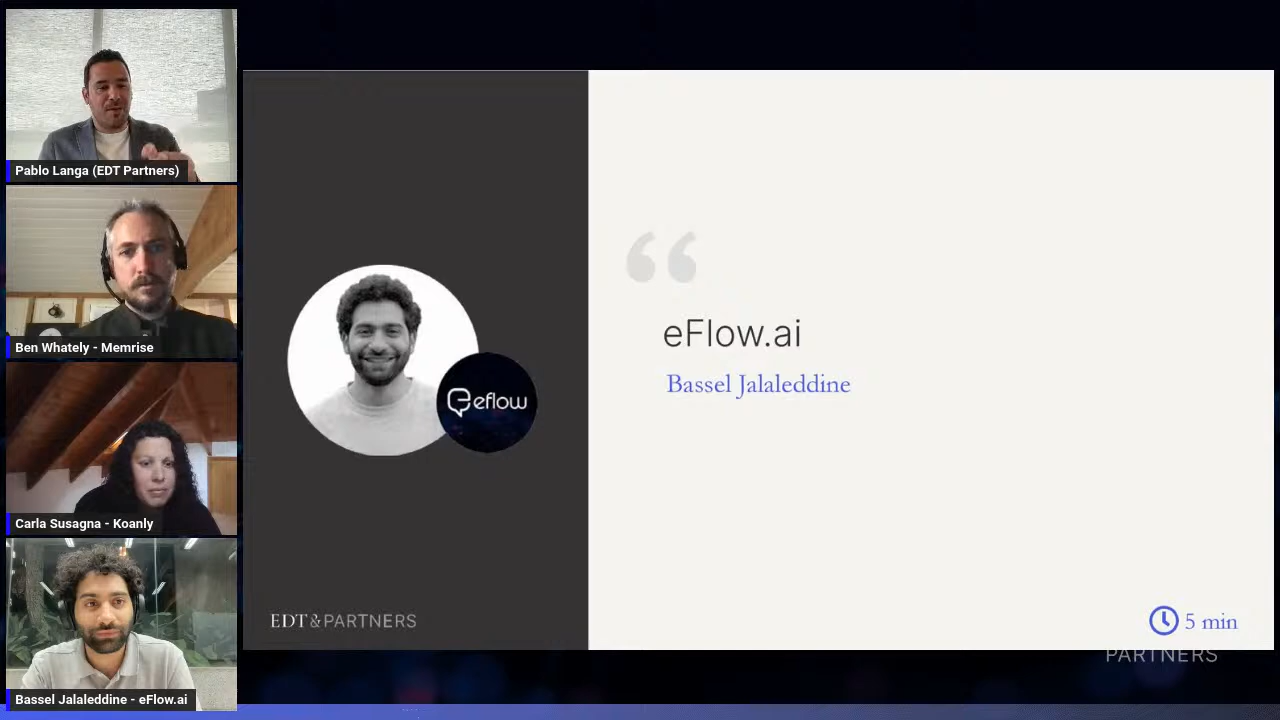 Pablo Langa (EDT Partners)
Ben Whately - Memrise
Carla Susagna - Koanly
Bassel Jalaleddine - eFlow.ai
eflow
EDT&PARTNERS
“
eFlow.ai
Bassel Jalaleddine
5 min
PARTNERS